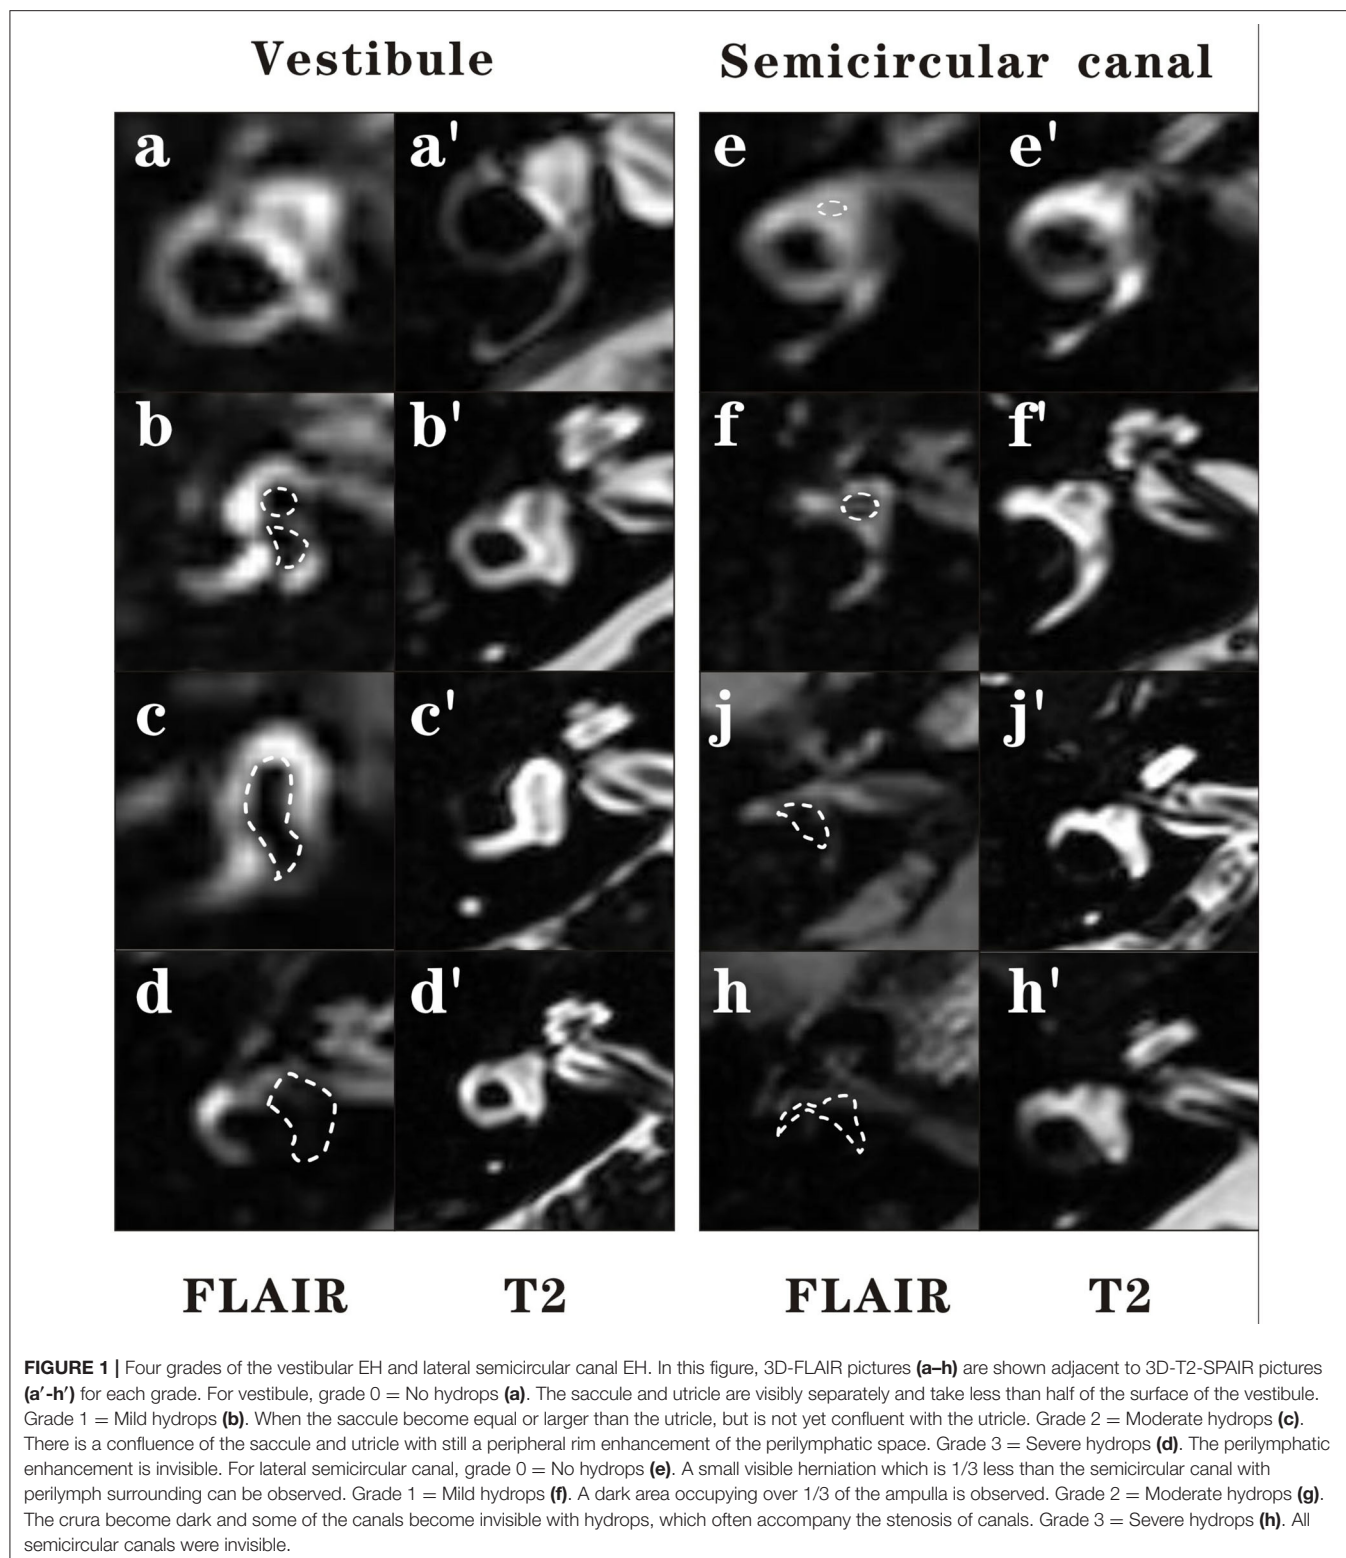 Vestibule Semicircular canal
a a' e e'
b b' f f'
c c' j j'
d d' h h'
FLAIR T2 FLAIR T2
FIGURE 1 | Four grades of the vestibular EH and lateral semicircular canal EH. In this figure, 3D-FLAIR pictures (a–h) are shown adjacent to 3D-T2-SPAIR pictures
(a′-h′) for each grade. For vestibule, grade 0 = No hydrops (a). The saccule and utricle are visibly separately and take less than half of the surface of the vestibule.
Grade 1 = Mild hydrops (b). When the saccule become equal or larger than the utricle, but is not yet confluent with the utricle. Grade 2 = Moderate hydrops (c).
There is a confluence of the saccule and utricle with still a peripheral rim enhancement of the perilymphatic space. Grade 3 = Severe hydrops (d). The perilymphatic
enhancement is invisible. For lateral semicircular canal, grade 0 = No hydrops (e). A small visible herniation which is 1/3 less than the semicircular canal with
perilymph surrounding can be observed. Grade 1 = Mild hydrops (f). A dark area occupying over 1/3 of the ampulla is observed. Grade 2 = Moderate hydrops (g).
The crura become dark and some of the canals become invisible with hydrops, which often accompany the stenosis of canals. Grade 3 = Severe hydrops (h). All
semicircular canals were invisible.